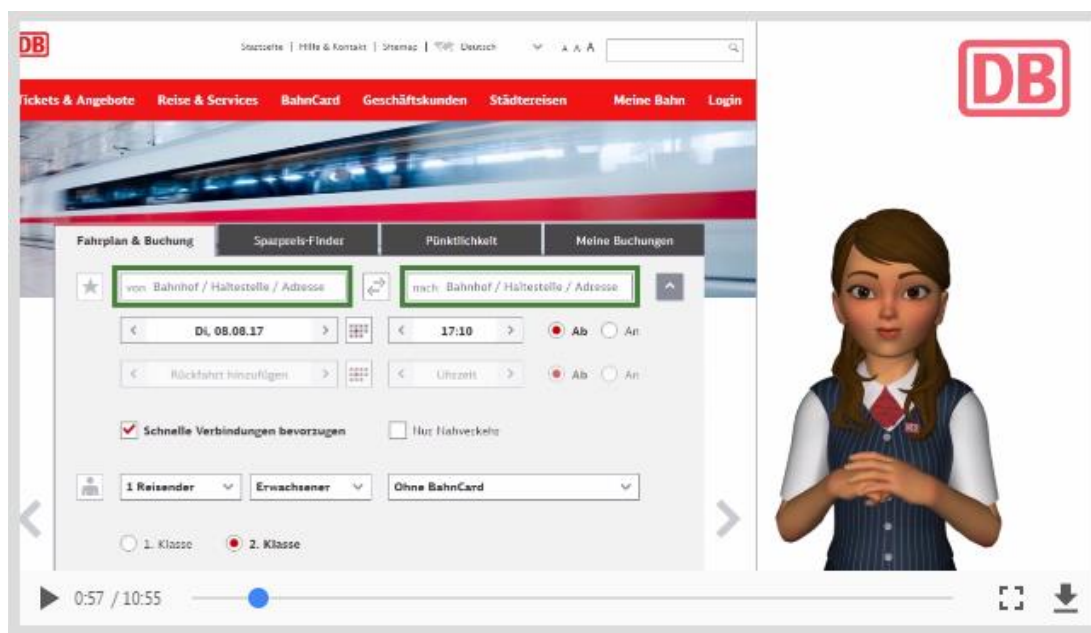 DB
Startseite | Hilfe & Kontakt | Sitemap | Deutsch A A A
DB
Tickets & Angebote Reise & Services BahnCard Geschäftskunden Städtereisen Meine Bahn Login
Fahrplan & Buchung Sparpreis-Finder Pünktlichkeit Meine Buchungen
von Bahnhof / Haltestelle / Adresse nach Bahnhof / Haltestelle / Adresse
Di, 08.08.17 17:10 Ab An
Rückfahrt hinzufügen Uhrzeit Ab An
Schnelle Verbindungen bevorzugen Nur Nahverkehr
DB
1 Reisender Erwachsener Ohne BahnCard
1. Klasse 2. Klasse
0:57 / 10:55